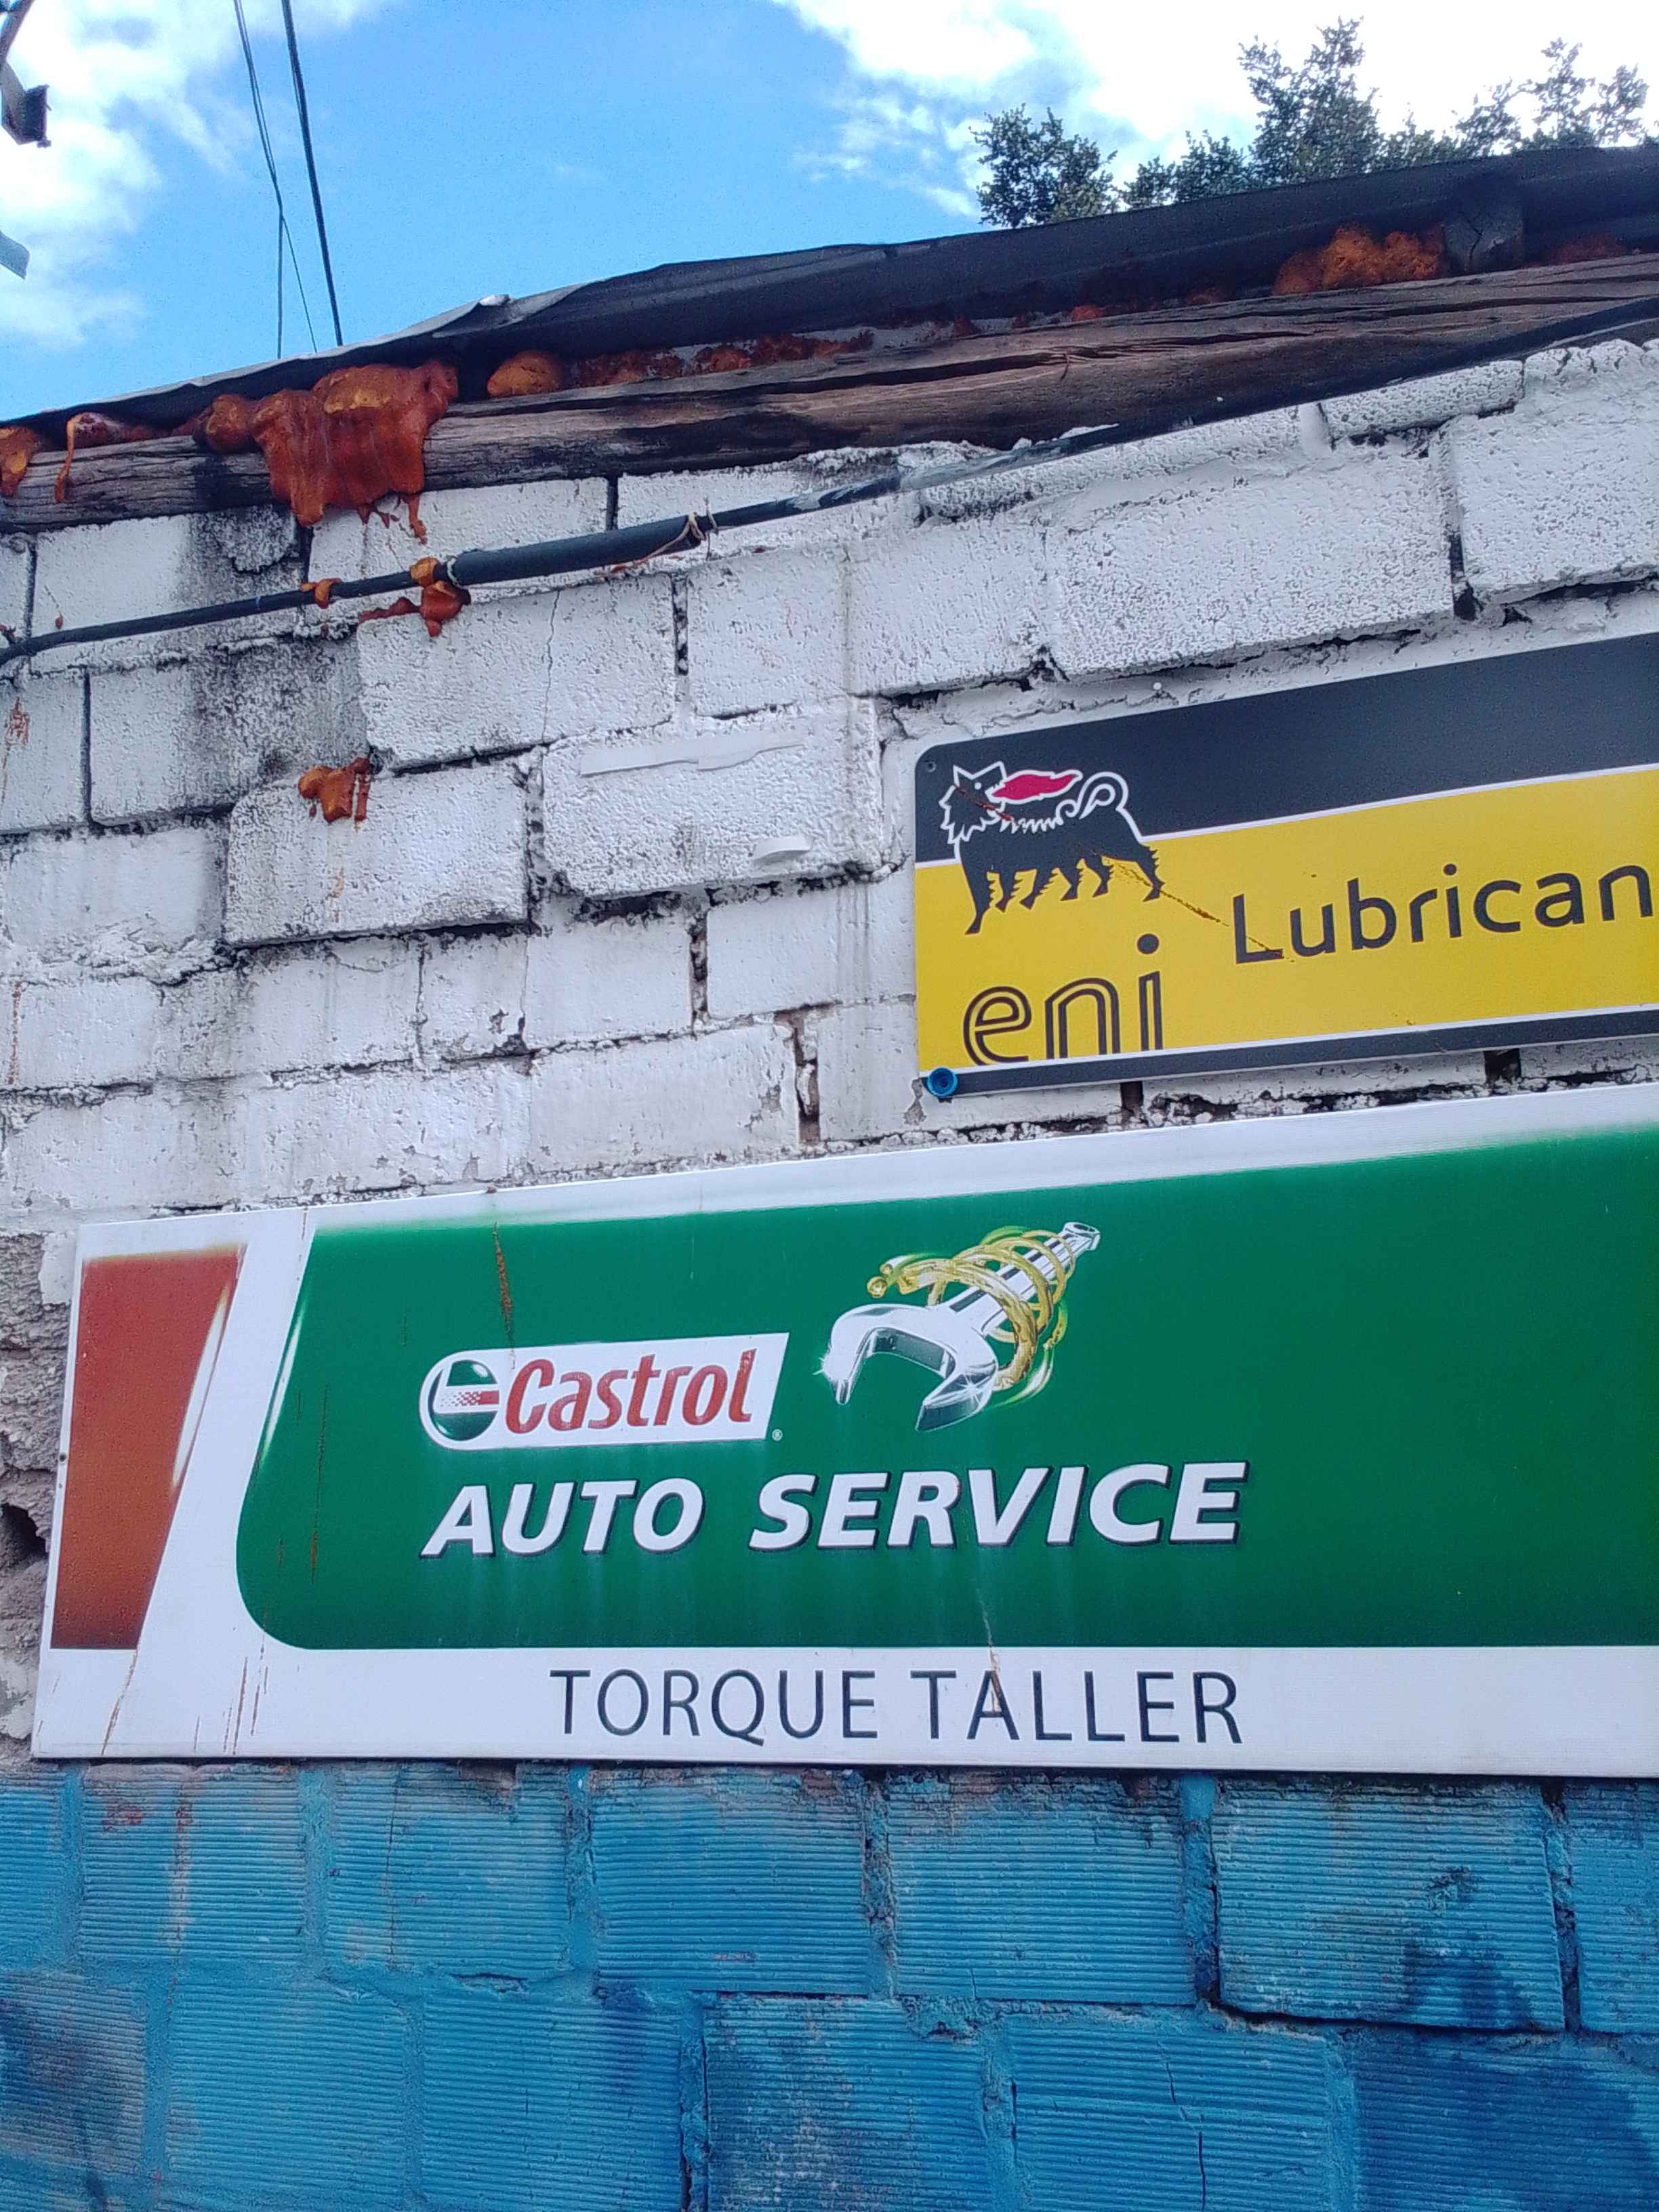 Lubrican
eni
Castrol®
AUTO SERVICE
TORQUE TALLER